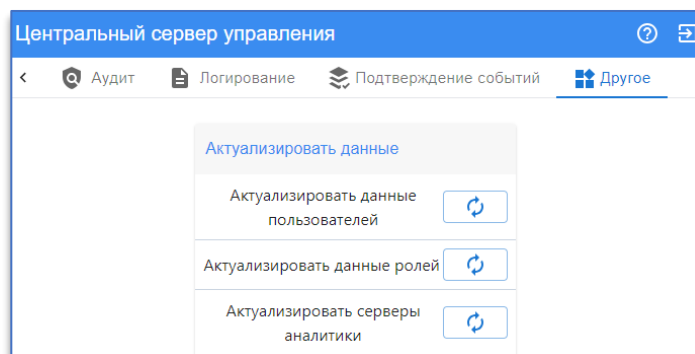 Центральный сервер управления
Аудит Логирование Подтверждение событий Другое
Актуализировать данные
Актуализировать данные
пользователей
Актуализировать данные ролей
Актуализировать серверы
аналитики